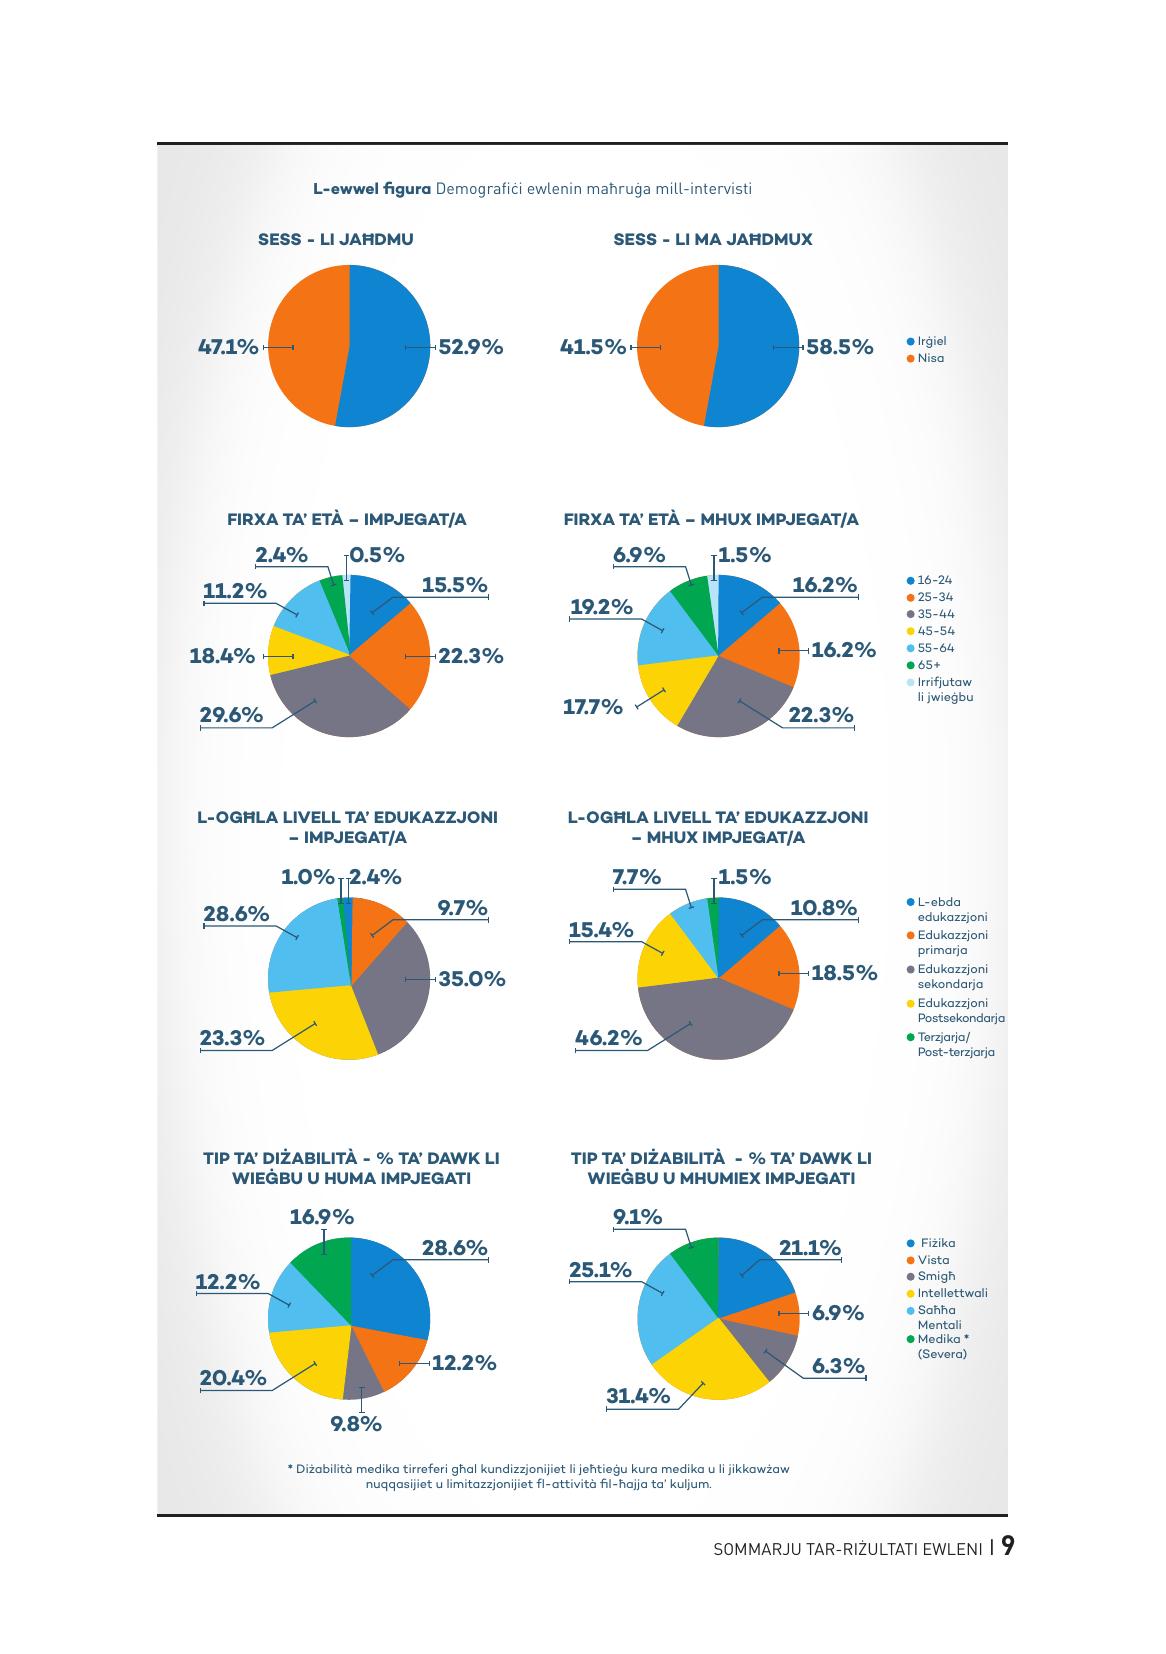 L-ewwel figura Demografiċi ewlenin maħruġa mill-intervisti
SESS - LI JAĦDMU
SESS - LI MA JAĦDMUX
47.1%
52.9%
41.5%
58.5%
Irġiel
Nisa
FIRXA TA' ETÀ – IMPJEGAT/A
FIRXA TA' ETÀ – MHUX IMPJEGAT/A
2.4%
0.5%
11.2%
15.5%
18.4%
22.3%
29.6%
6.9%
1.5%
19.2%
16.2%
16.2%
17.7%
22.3%
16-24
25-34
35-44
45-54
55-64
65+
Irrifjutaw
li jwieġbu
L-OGĦLA LIVELL TA' EDUKAZZJONI
– IMPJEGAT/A
L-OGĦLA LIVELL TA' EDUKAZZJONI
– MHUX IMPJEGAT/A
1.0%
2.4%
28.6%
9.7%
35.0%
23.3%
7.7%
1.5%
10.8%
15.4%
18.5%
46.2%
L-ebda
edukazzjoni
Edukazzjoni
primarja
Edukazzjoni
sekondarja
Edukazzjoni
Postsekondarja
Terzjarja/
Post-terzjarja
TIP TA' DIŻABILITÀ - % TA' DAWK LI
WIEĠBU U HUMA IMPJEGATI
TIP TA' DIŻABILITÀ - % TA' DAWK LI
WIEĠBU U MHUMIEX IMPJEGATI
16.9%
28.6%
12.2%
12.2%
20.4%
9.8%
9.1%
21.1%
25.1%
6.9%
6.3%
31.4%
Fiżika
Vista
Smigħ
Intellettwali
Saħħa
Mentali
Medika *
(Severa)
* Diżabilità medika tirreferi għal kundizzjonijiet li jeħtieġu kura medika u li jikkawżaw
nuqqasijiet u limitazzjonijiet fl-attività fil-ħajja ta' kuljum.
SOMMARJU TAR-RIŻULTATI EWLENI | 9